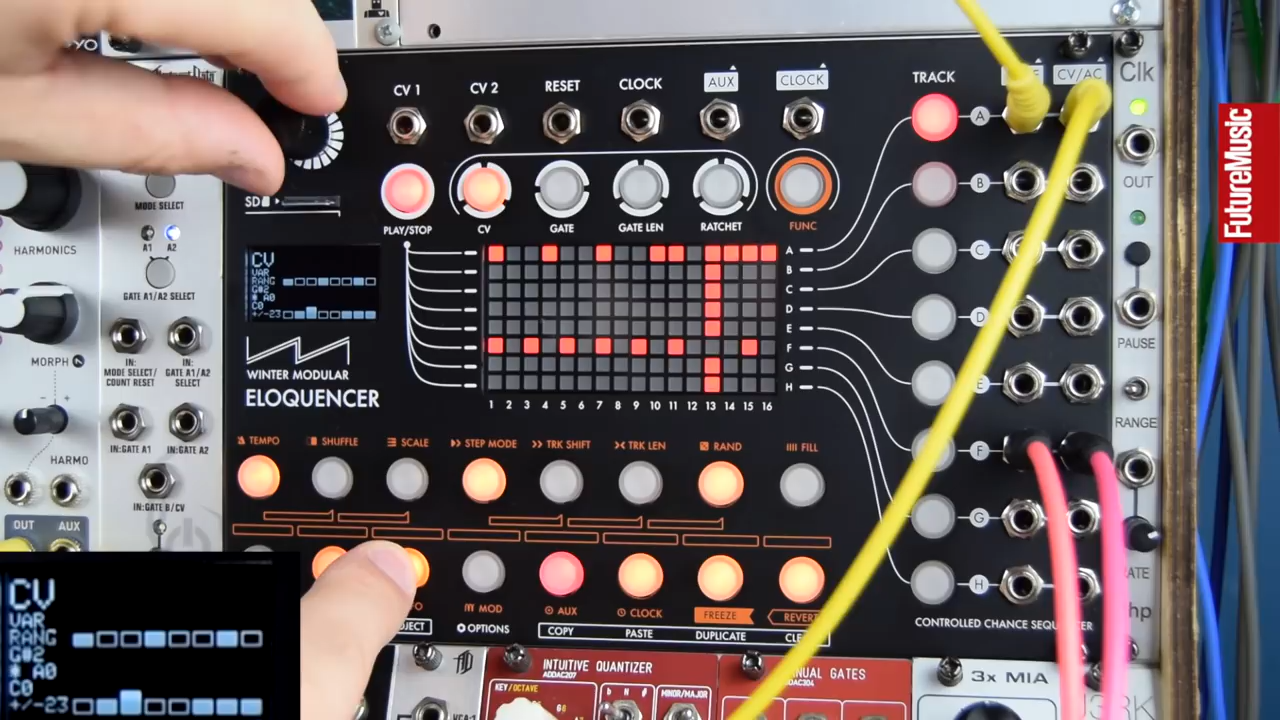 CV 1
CV 2
RESET
CLOCK
AUX
CLOCK
TRACK
CV/AC
Clk
OUT
PAUSE
RANGE
FutureMusic
MODE SELECT
A1 A2
GATE A1/A2 SELECT
HARMONICS
MORPH
HARMO
OUT AUX
IN:
MODE SELECT/
COUNT RESET
IN:
GATE A1/A2
SELECT
IN:GATE A1
IN:GATE A2
IN:GATE B/CV
SD
PLAY/STOP
CV
GATE
GATE LEN
RATCHET
FUNC
CV
VAR
RANG
G#2
* A0
C0
+/-23
WINTER MODULAR
ELOQUENCER
A
B
C
D
E
F
G
H
1 2 3 4 5 6 7 8 9 10 11 12 13 14 15 16
A
B
C
D
E
F
G
H
TEMPO
SHUFFLE
SCALE
STEP MODE
TRK SHIFT
TRK LEN
RAND
FILL
MOD
AUX
CLOCK
FREEZE
REVERT
OPTIONS
COPY
PASTE
DUPLICATE
CONTROLLED CHANCE SEQUENCER
INTUITIVE QUANTIZER
ADDAC207
KEY/OCTAVE
MINOR/MAJOR
3x MIA
CV
VAR
RANG
G#2
* A0
C0
+/-23